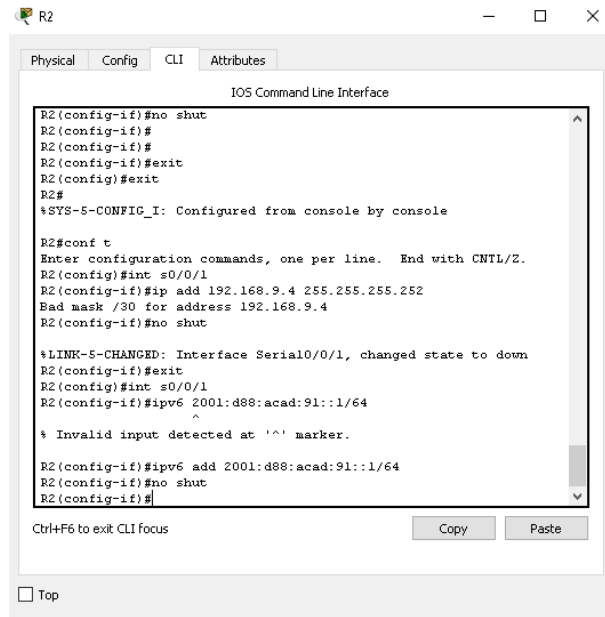 R2
Physical Config CLI Attributes
IOS Command Line Interface
R2(config-if)#no shut
R2(config-if)#
R2(config-if)#
R2(config-if)#exit
R2(config)#exit
R2#
%SYS-5-CONFIG_I: Configured from console by console
R2#conf t
Enter configuration commands, one per line. End with CNTL/Z.
R2(config)#int s0/0/1
R2(config-if)#ip add 192.168.9.4 255.255.255.252
Bad mask /30 for address 192.168.9.4
R2(config-if)#no shut
%LINK-5-CHANGED: Interface Serial0/0/1, changed state to down
R2(config-if)#exit
R2(config)#int s0/0/1
R2(config-if)#ipv6 2001:d88:acad:91::1/64
^
% Invalid input detected at '^' marker.
R2(config-if)#ipv6 add 2001:d88:acad:91::1/64
R2(config-if)#no shut
R2(config-if)#
Ctrl+F6 to exit CLI focus
Copy Paste
Top